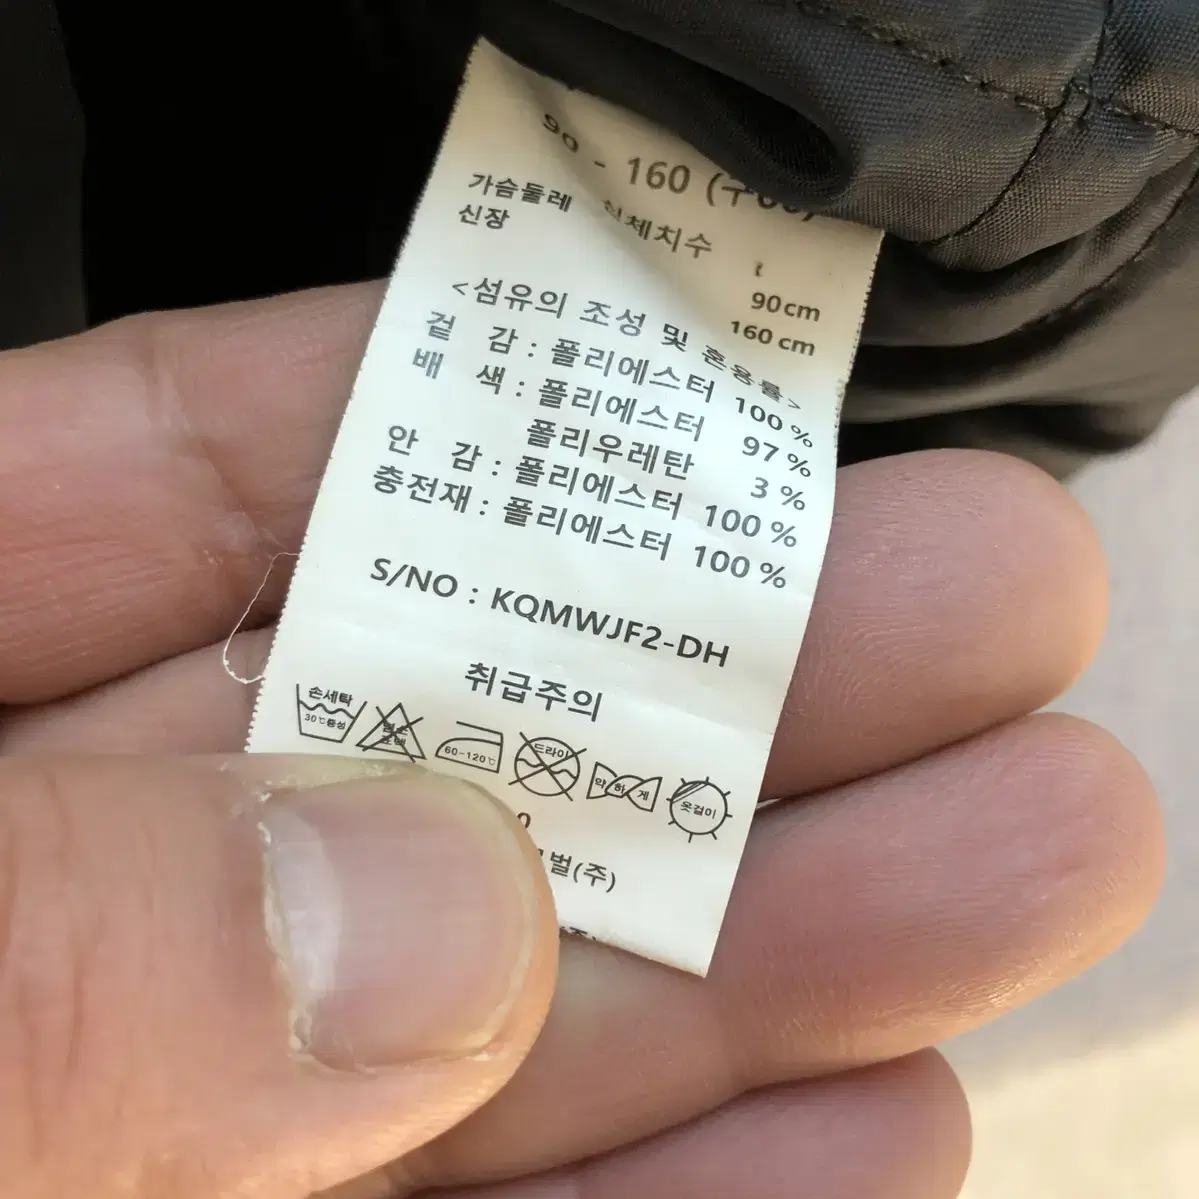 90 - 160
가슴둘레 신체치수
신장
90cm
160 cm
<섬유의 조성 및 혼용률>
겉 감 : 폴리에스터 100 %
배 색 : 폴리에스터 97 %
폴리우레탄 3 %
안 감 : 폴리에스터 100 %
충전재 : 폴리에스터 100 %
S/NO : KQMWJF2-DH
취급주의
손세탁
30℃중성
60-120℃
드라이
약하게
옷걸이